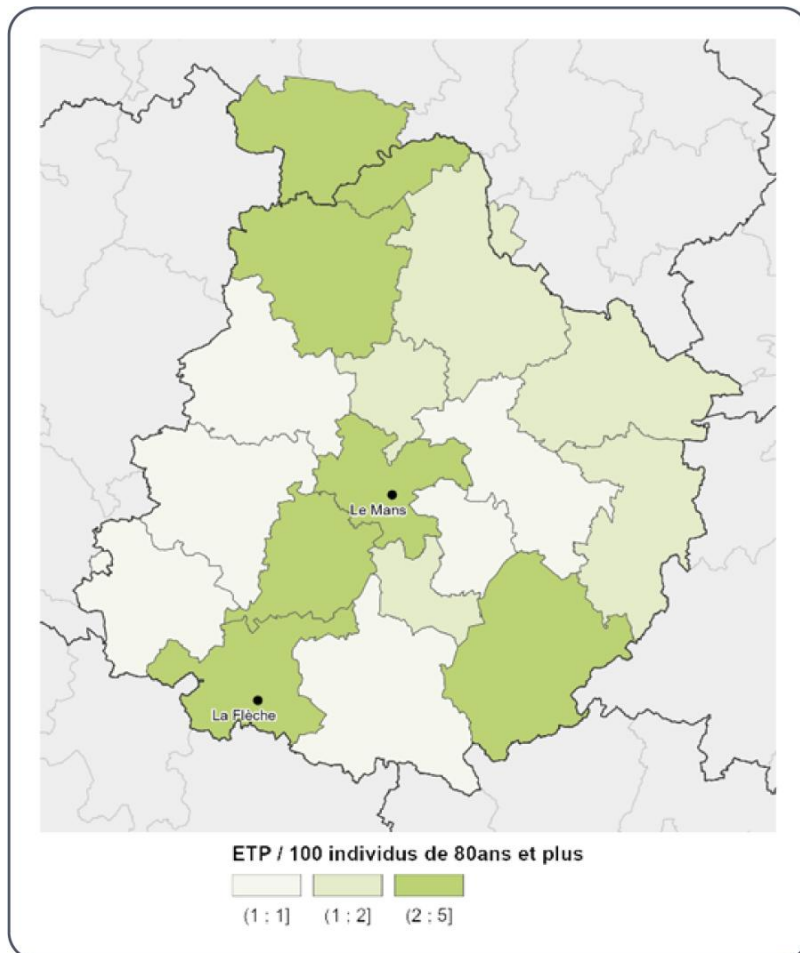 Le Mans
La Flèche
ETP / 100 individus de 80ans et plus
(1 : 1] (1 : 2] (2 : 5]